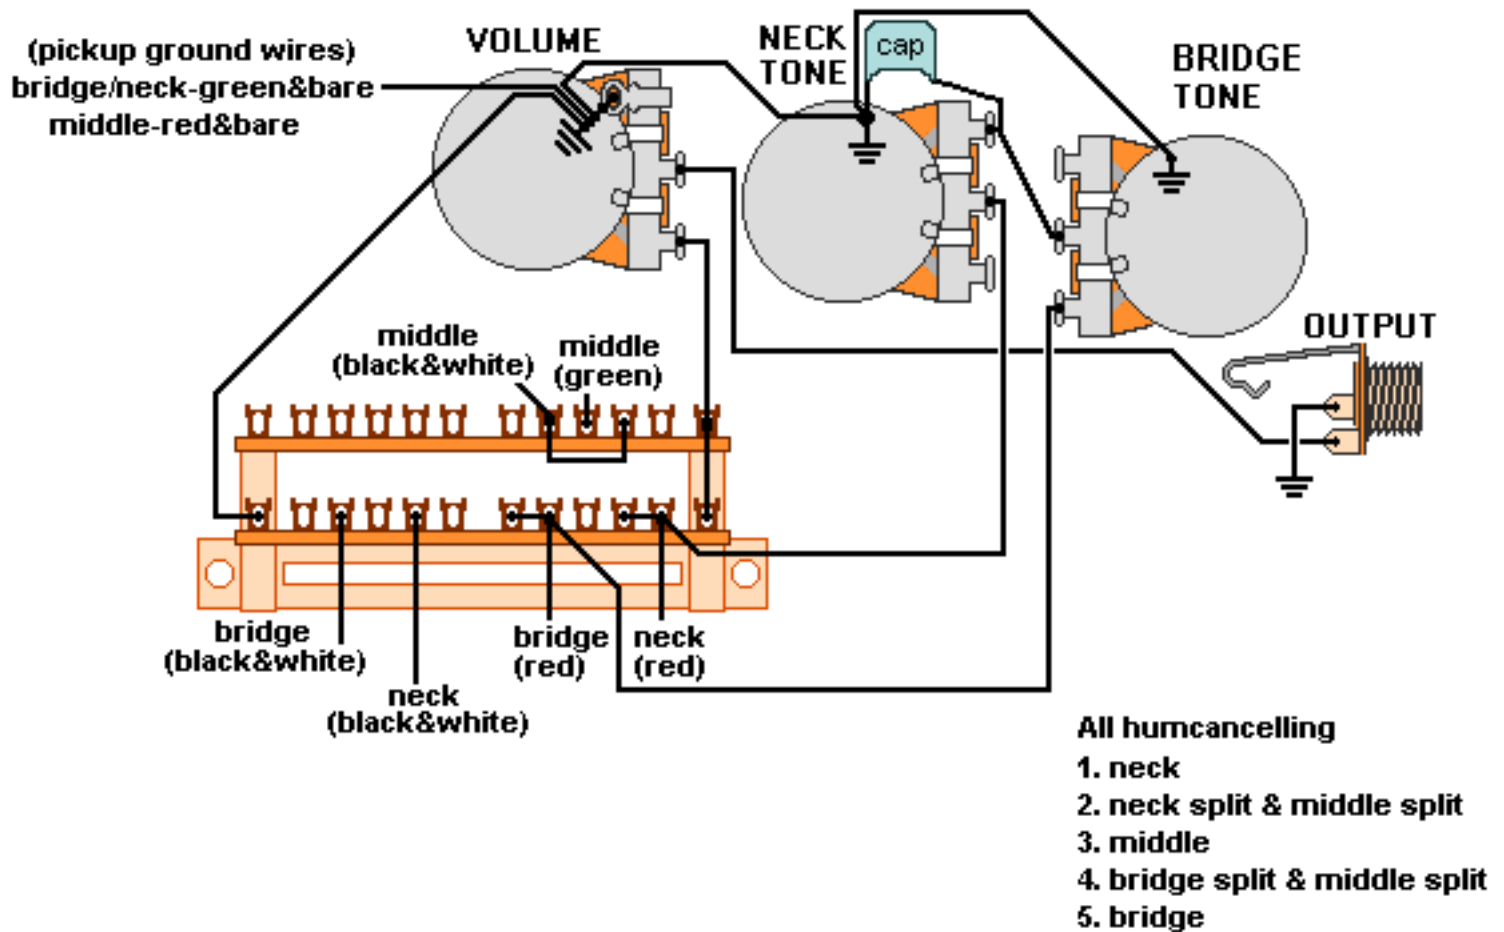 (pickup ground wires)
bridge/neck-green&bare
middle-red&bare
VOLUME
NECK
TONE
cap
BRIDGE
TONE
OUTPUT
middle
(black&white)
middle
(green)
bridge
(black&white)
neck
(black&white)
bridge
(red)
neck
(red)
All humcancelling
1. neck
2. neck split & middle split
3. middle
4. bridge split & middle split
5. bridge